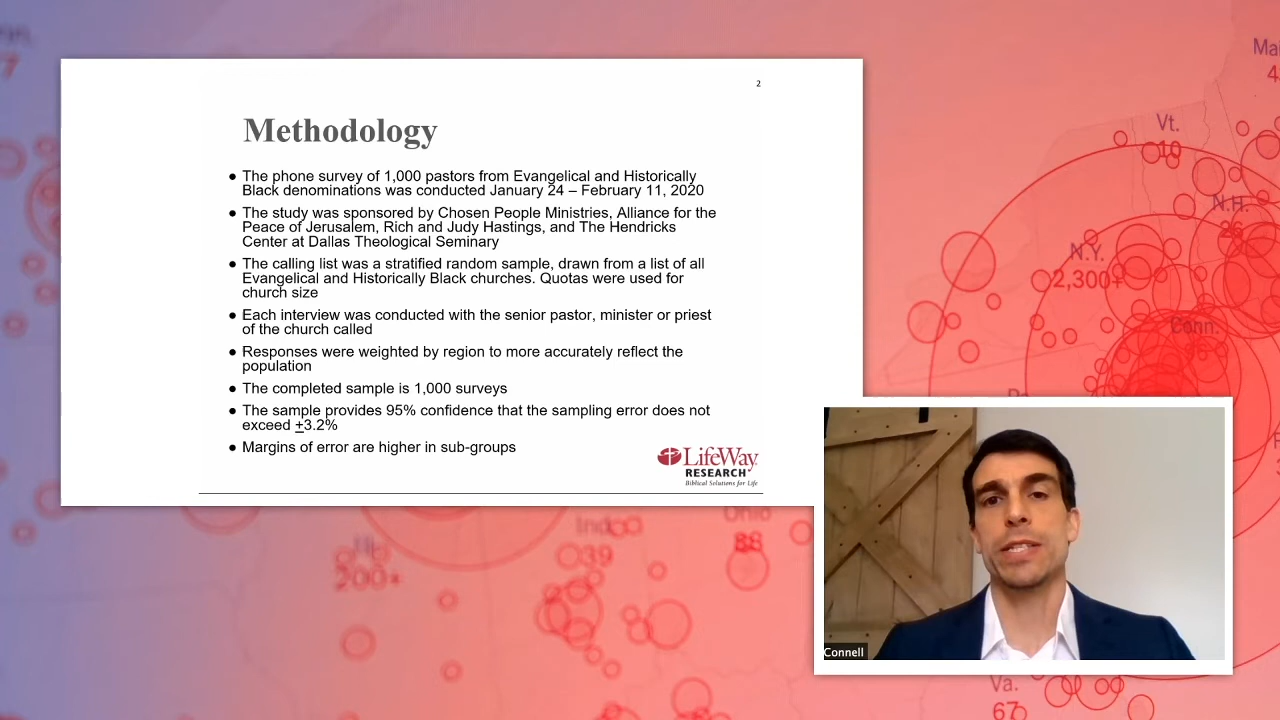 2
Methodology
● The phone survey of 1,000 pastors from Evangelical and Historically
Black denominations was conducted January 24 – February 11, 2020
● The study was sponsored by Chosen People Ministries, Alliance for the
Peace of Jerusalem, Rich and Judy Hastings, and The Hendricks
Center at Dallas Theological Seminary
● The calling list was a stratified random sample, drawn from a list of all
Evangelical and Historically Black churches. Quotas were used for
church size
● Each interview was conducted with the senior pastor, minister or priest
of the church called
● Responses were weighted by region to more accurately reflect the
population
● The completed sample is 1,000 surveys
● The sample provides 95% confidence that the sampling error does not
exceed ±3.2%
● Margins of error are higher in sub-groups
LifeWay
RESEARCH
Biblical Solutions for Life
Connell
Vt.
N.H.
N.Y.
2,300+
Conn.
Ind.
39
Ohio
88
200+
Va.
67